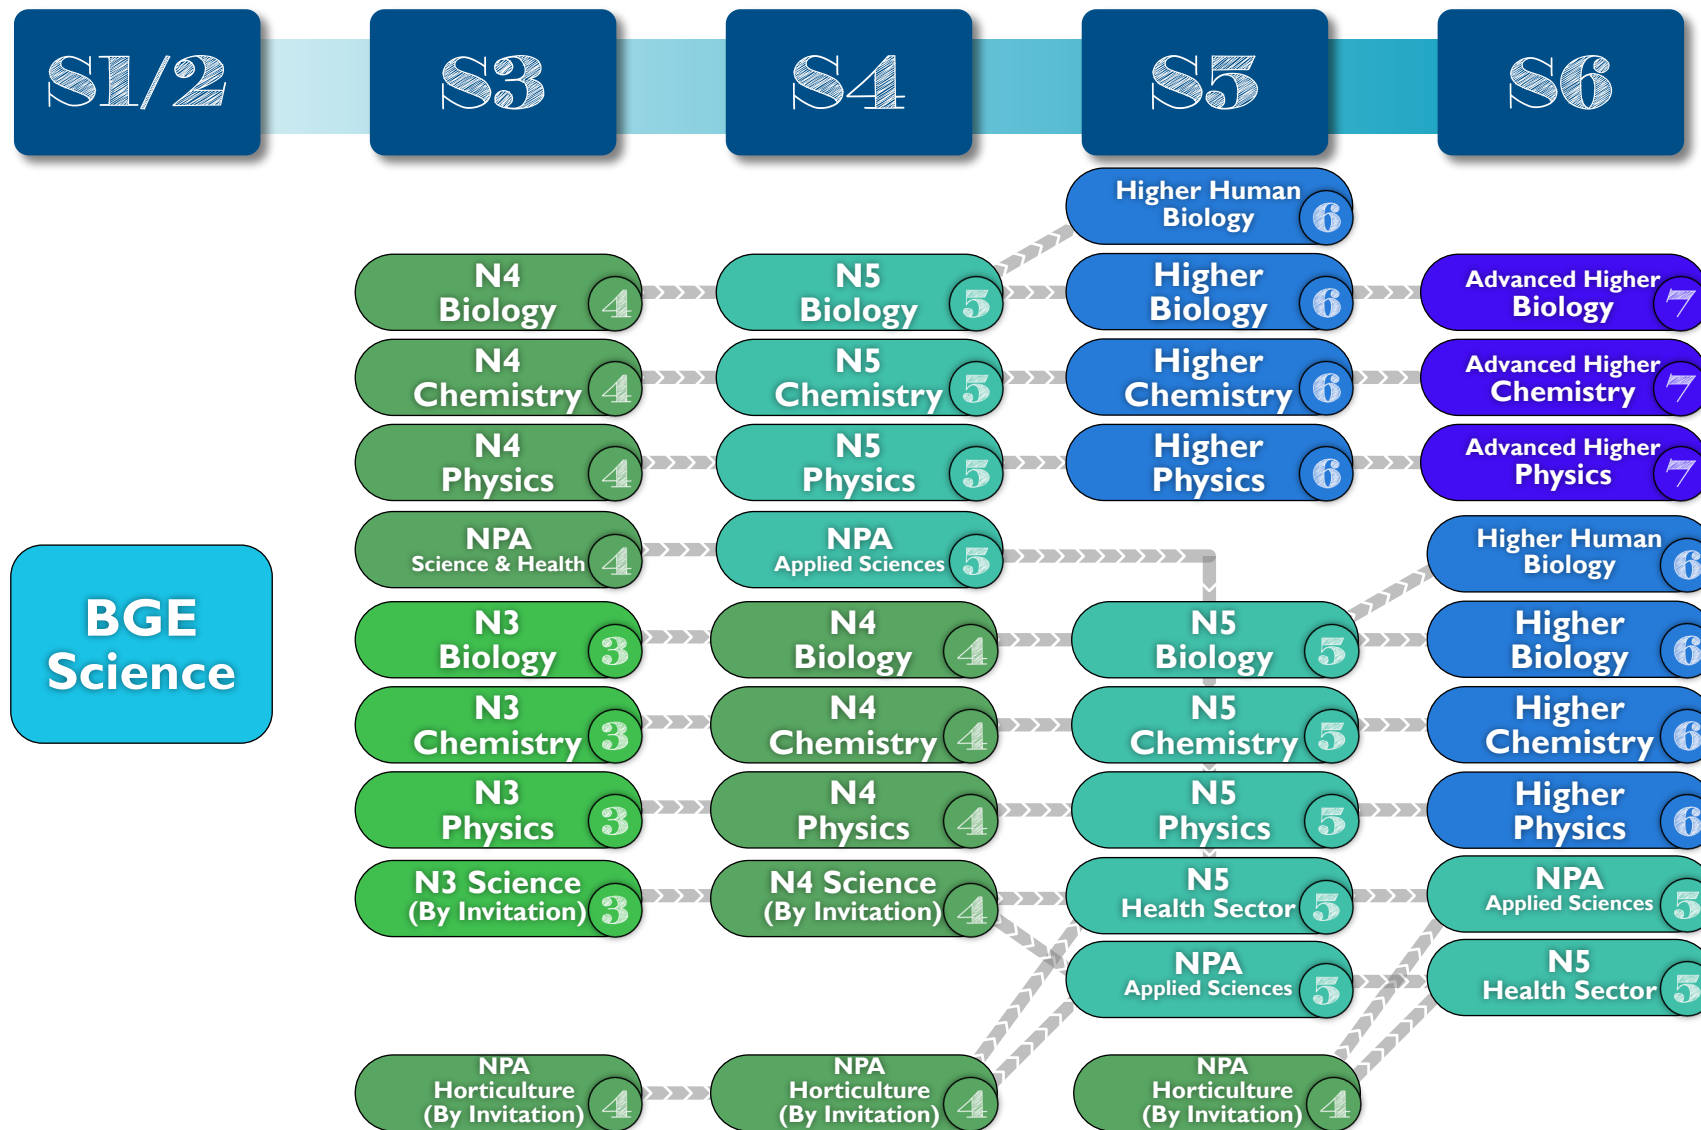 S1/2
S3
S4
S5
S6
Higher Human
Biology
6
N4
Biology
4
N5
Biology
5
Higher
Biology
6
Advanced Higher
Biology
7
N4
Chemistry
4
N5
Chemistry
5
Higher
Chemistry
6
Advanced Higher
Chemistry
7
N4
Physics
4
N5
Physics
5
Higher
Physics
6
Advanced Higher
Physics
7
NPA
Science & Health
4
NPA
Applied Sciences
5
Higher Human
Biology
6
BGE
Science
N3
Biology
3
N4
Biology
4
N5
Biology
5
Higher
Biology
6
N3
Chemistry
3
N4
Chemistry
4
N5
Chemistry
5
Higher
Chemistry
6
N3
Physics
3
N4
Physics
4
N5
Physics
5
Higher
Physics
6
N3 Science
(By Invitation)
3
N4 Science
(By Invitation)
4
N5
Health Sector
5
NPA
Applied Sciences
5
NPA
Applied Sciences
5
N5
Health Sector
5
NPA
Horticulture
(By Invitation)
4
NPA
Horticulture
(By Invitation)
4
NPA
Horticulture
(By Invitation)
4